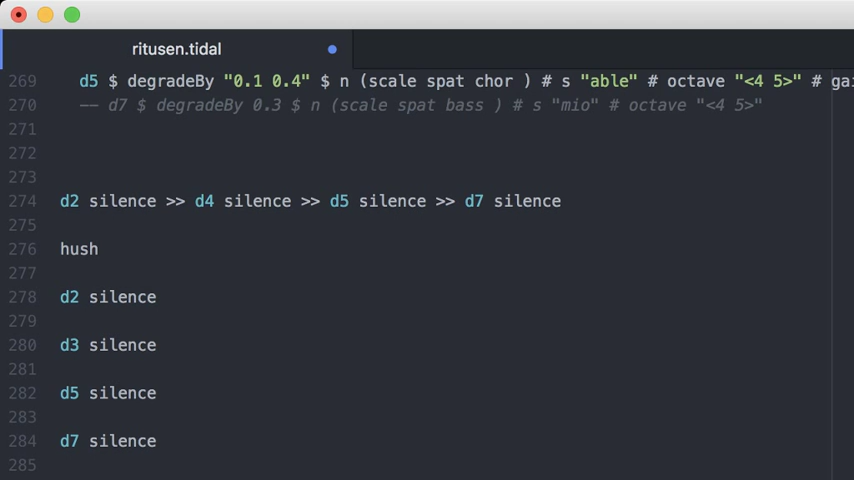 ritusen.tidal
269 d5 $ degradeBy "0.1 0.4" $ n (scale spat chor ) # s "able" # octave "<4 5>" # gai
270 -- d7 $ degradeBy 0.3 $ n (scale spat bass ) # s "mio" # octave "<4 5>"
271
272
273
274 d2 silence >> d4 silence >> d5 silence >> d7 silence
275
276 hush
277
278 d2 silence
279
280 d3 silence
281
282 d5 silence
283
284 d7 silence
285